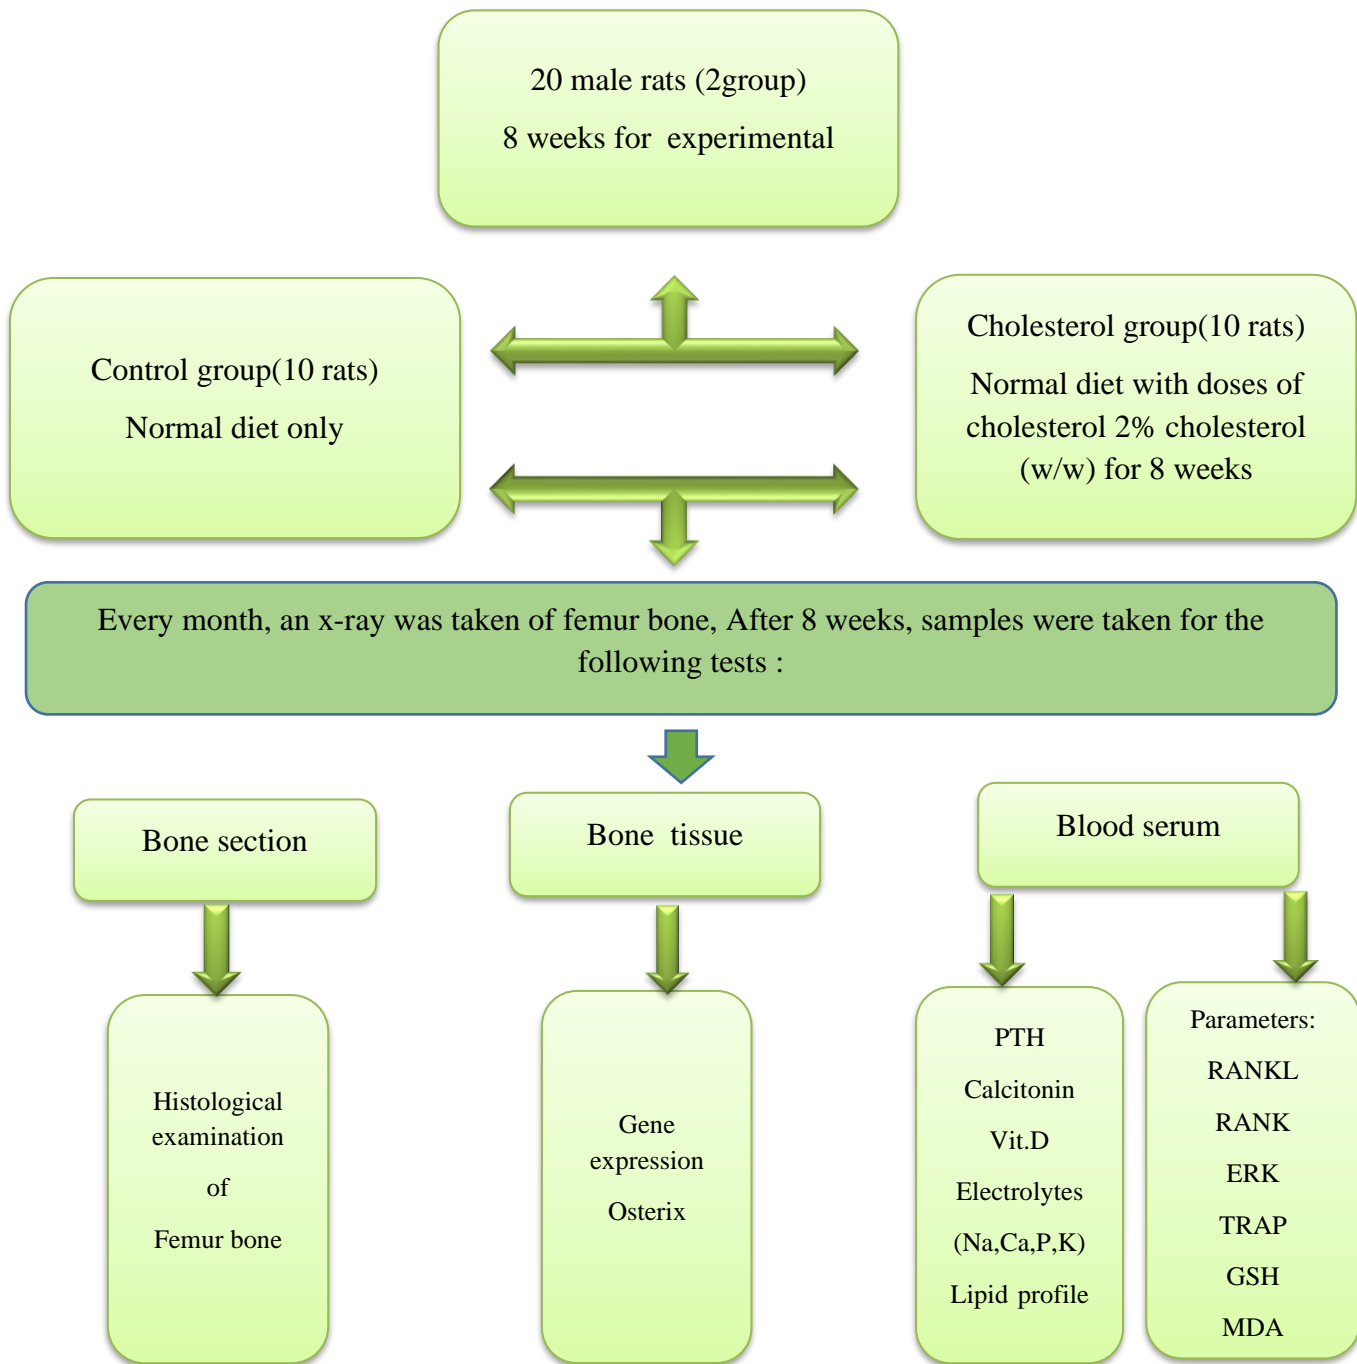 20 male rats (2group)
8 weeks for experimental
Control group(10 rats)
Normal diet only
Cholesterol group(10 rats)
Normal diet with doses of
cholesterol 2% cholesterol
(w/w) for 8 weeks
Every month, an x-ray was taken of femur bone, After 8 weeks, samples were taken for the
following tests :
Bone section
Bone tissue
Blood serum
Histological
examination
of
Femur bone
Gene
expression
Osterix
PTH
Calcitonin
Vit.D
Electrolytes
(Na,Ca,P,K)
Lipid profile
Parameters:
RANKL
RANK
ERK
TRAP
GSH
MDA